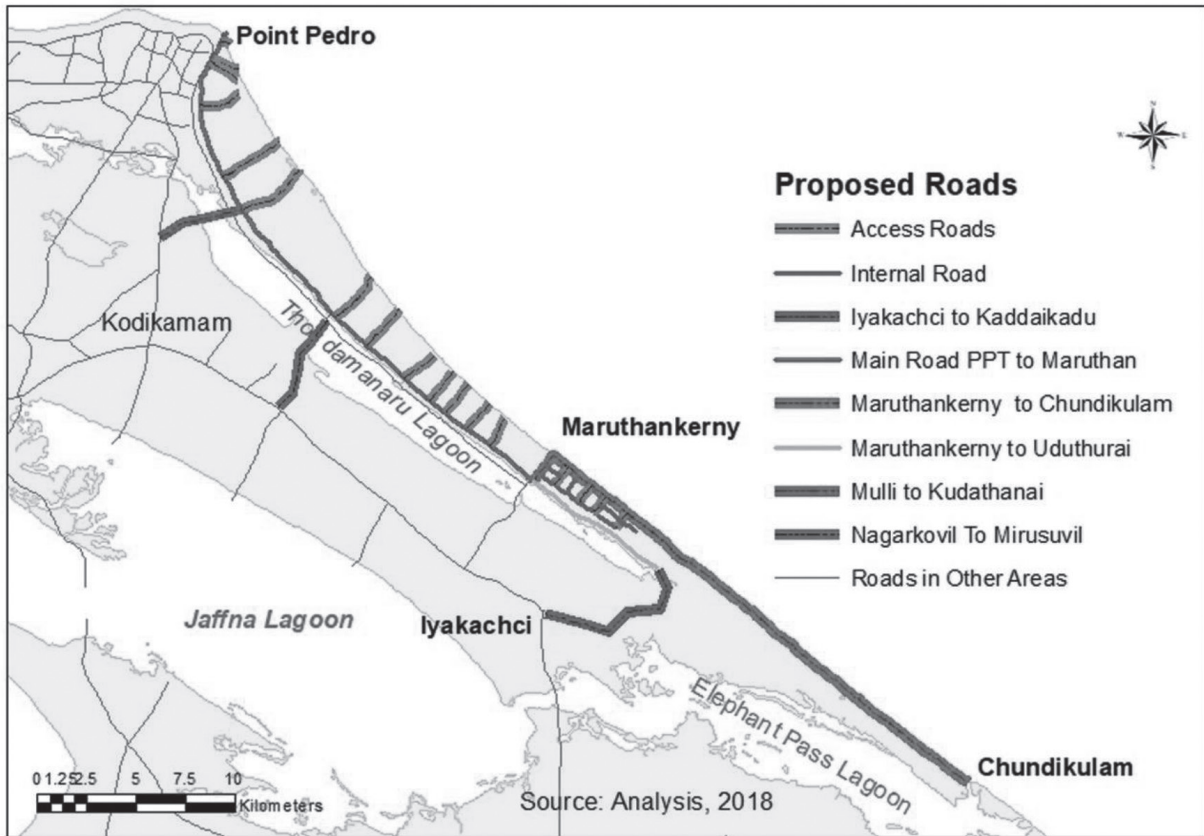 Point Pedro
N
W E
S
Proposed Roads
Access Roads
Internal Road
Iyakachci to Kaddaikadu
Main Road PPT to Maruthan
Maruthankerny to Chundikulam
Maruthankerny to Uduthurai
Mulli to Kudathanai
Nagarkovil To Mirusuvil
Roads in Other Areas
Kodikamam
Thondamanaru Lagoon
Maruthankerny
Jaffna Lagoon
Iyakachci
Elephant Pass Lagoon
Chundikulam
0 1.25 2.5 5 7.5 10
Kilometers
Source: Analysis, 2018